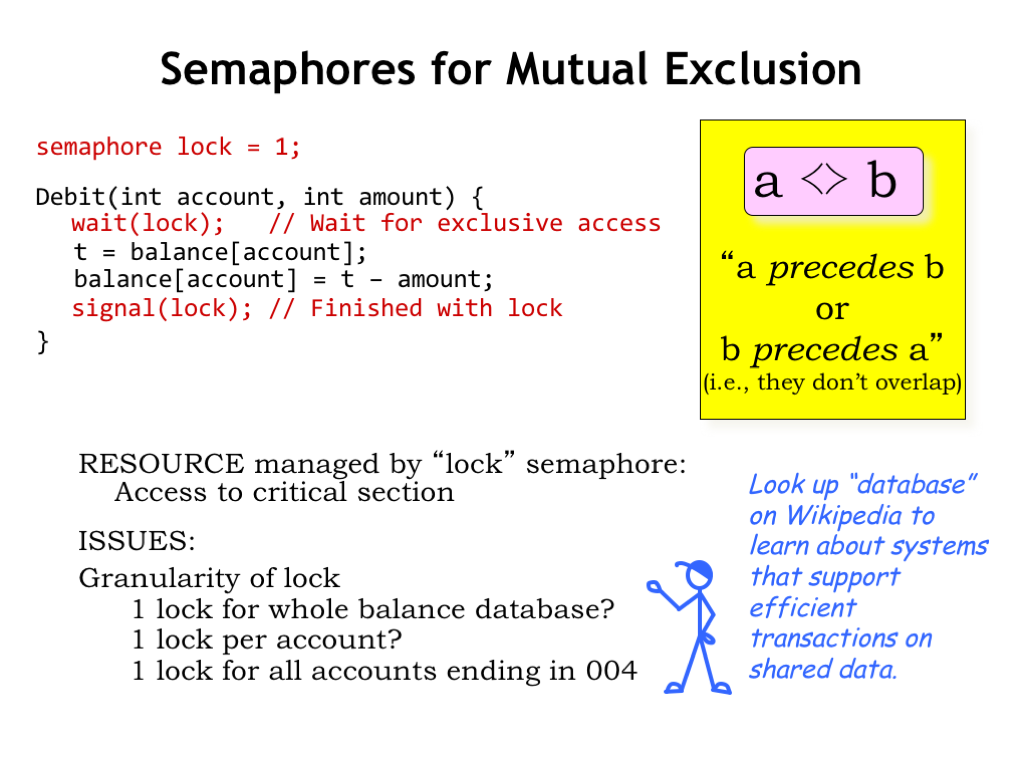 Semaphores for Mutual Exclusion
semaphore lock = 1;
Debit(int account, int amount) {
wait(lock);   // Wait for exclusive access
t = balance[account];
balance[account] = t – amount;
signal(lock); // Finished with lock
}
a <> b
“a precedes b
or
b precedes a”
(i.e., they don’t overlap)
RESOURCE managed by “lock” semaphore:
Access to critical section
ISSUES:
Granularity of lock
1 lock for whole balance database?
1 lock per account?
1 lock for all accounts ending in 004
Look up “database”
on Wikipedia to
learn about systems
that support
efficient
transactions on
shared data.